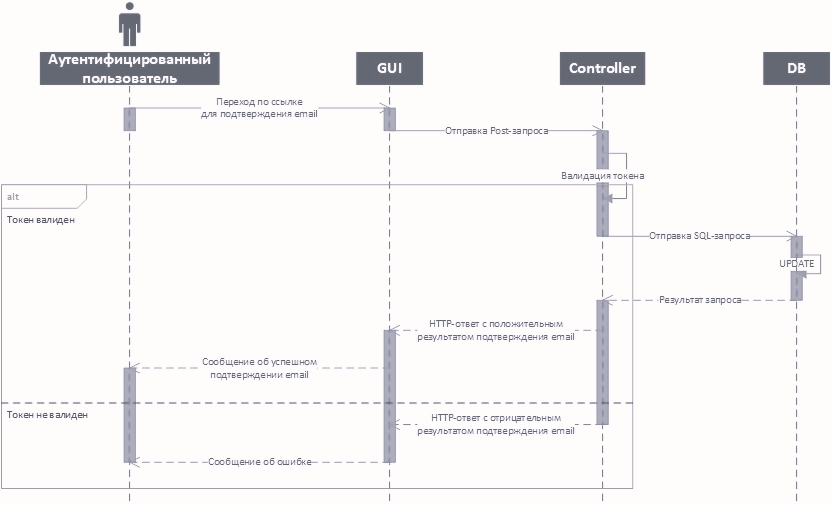 Аутентифицированный
пользователь
GUI
Controller
DB
Переход по ссылке
для подтверждения email
Отправка Post-запроса
Валидация токена
alt
Токен валиден
Отправка SQL-запроса
UPDATE
Результат запроса
HTTP-ответ с положительным
результатом подтверждения email
Сообщение об успешном
подтверждении email
Токен не валиден
HTTP-ответ с отрицательным
результатом подтверждения email
Сообщение об ошибке